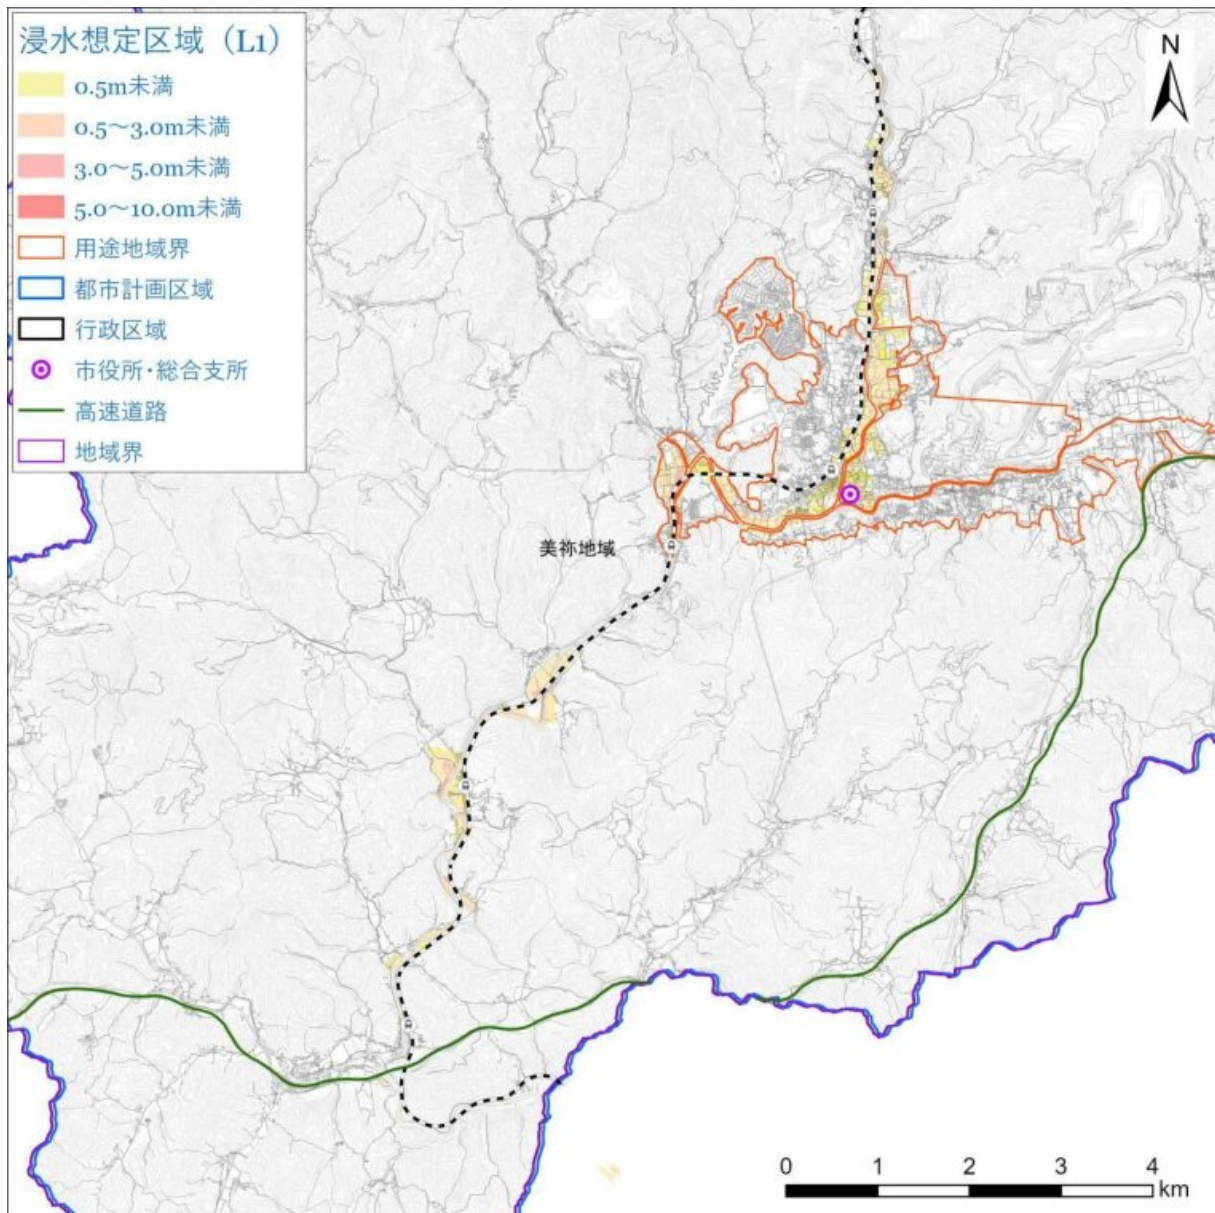 浸水想定区域（L1）
0.5m未満
0.5～3.0m未満
3.0～5.0m未満
5.0～10.0m未満
用途地域界
都市計画区域
行政区域
市役所・総合支所
高速道路
地域界
N
美祢地域
0 1 2 3 4
km